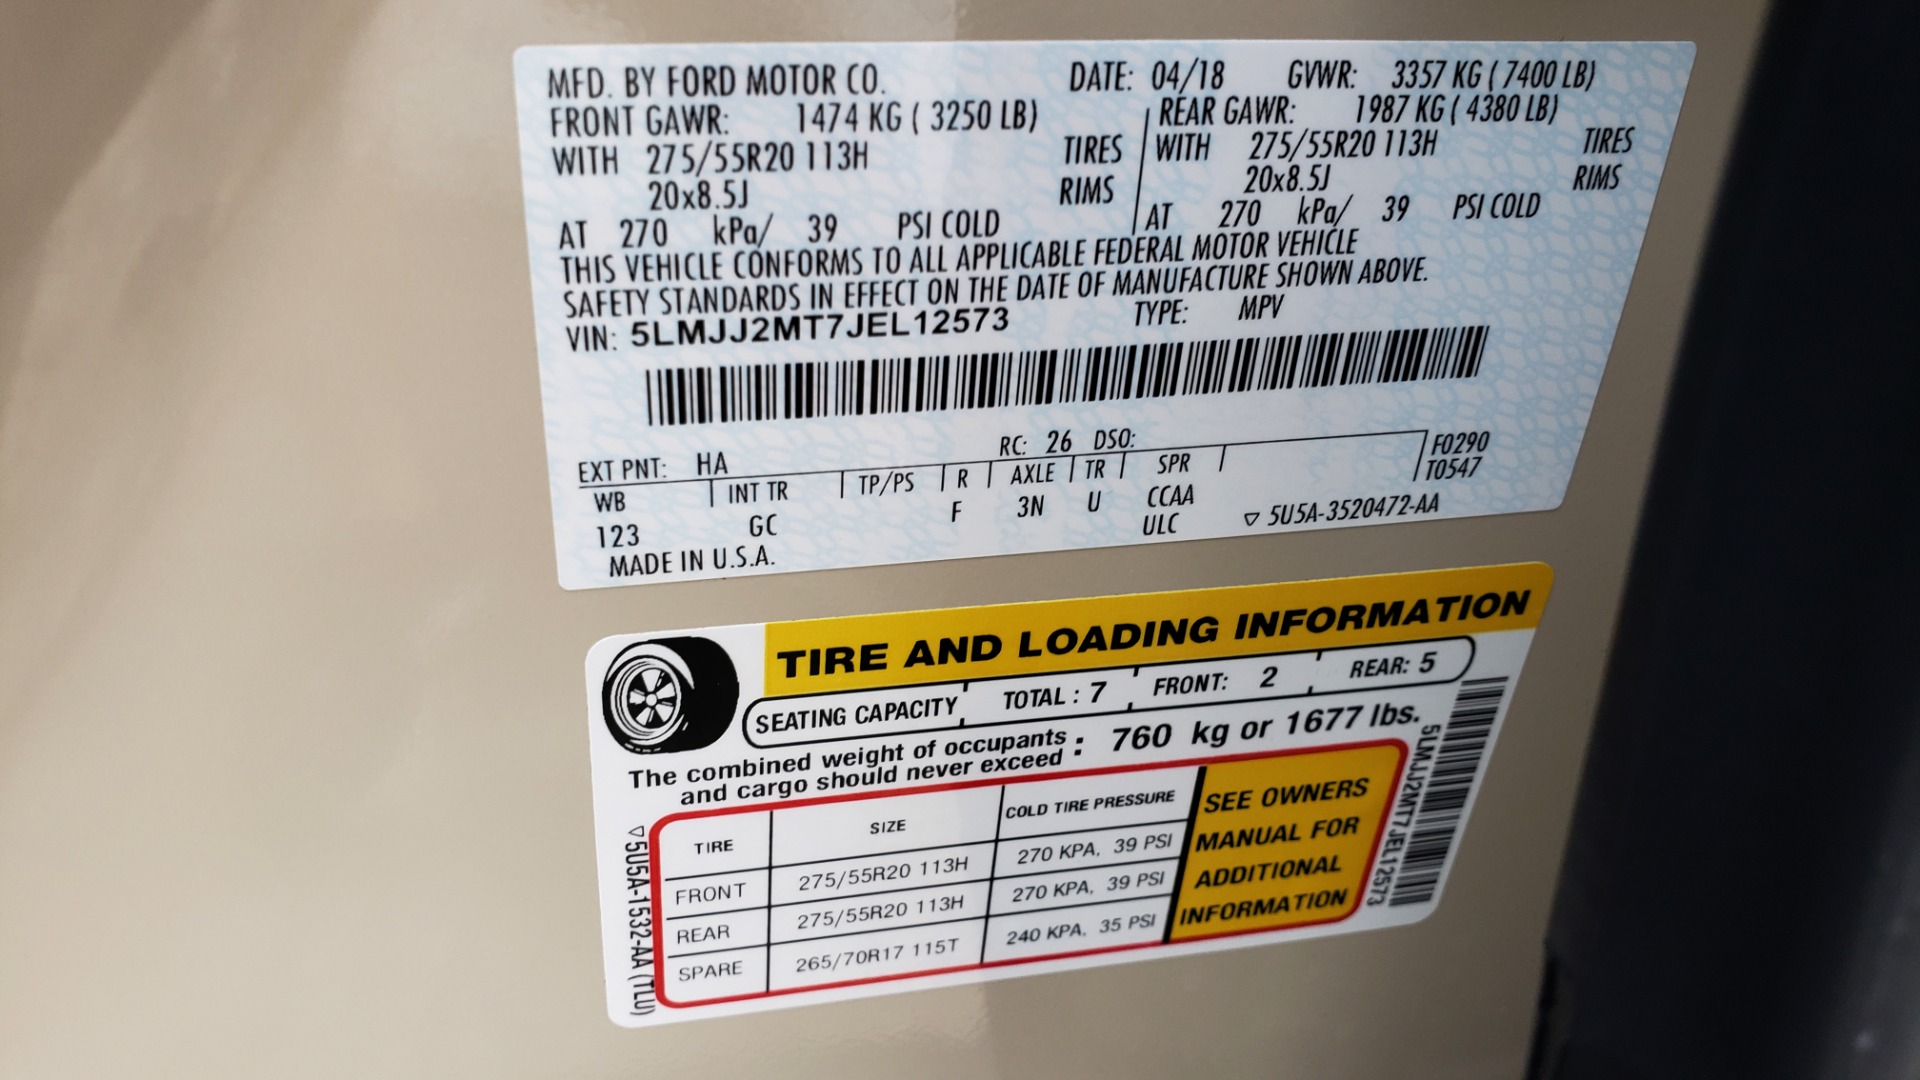 MFD. BY FORD MOTOR CO. DATE: 04/18 GVWR: 3357 KG ( 7400 LB)
FRONT GAWR: 1474 KG ( 3250 LB) REAR GAWR: 1987 KG ( 4380 LB)
WITH 275/55R20 113H TIRES WITH 275/55R20 113H TIRES
20x8.5J RIMS 20x8.5J RIMS
AT 270 kPa/ 39 PSI COLD AT 270 kPa/ 39 PSI COLD
THIS VEHICLE CONFORMS TO ALL APPLICABLE FEDERAL MOTOR VEHICLE
SAFETY STANDARDS IN EFFECT ON THE DATE OF MANUFACTURE SHOWN ABOVE.
VIN: 5LMJJ2MT7JEL12573 TYPE: MPV
EXT PNT: HA RC: 26 DSO: F0290
WB INT TR TP/PS R AXLE TR SPR T0547
123 GC F 3N U CCAA
ULC ▽ 5U5A-3520472-AA
MADE IN U.S.A.
TIRE AND LOADING INFORMATION
SEATING CAPACITY TOTAL : 7 FRONT: 2 REAR: 5
The combined weight of occupants
and cargo should never exceed : 760 kg or 1677 lbs.
TIRE SIZE COLD TIRE PRESSURE
FRONT 275/55R20 113H 270 KPA, 39 PSI
REAR 275/55R20 113H 270 KPA, 39 PSI
SPARE 265/70R17 115T 240 KPA, 35 PSI
SEE OWNERS
MANUAL FOR
ADDITIONAL
INFORMATION
▽5U5A-1532-AA (TLU)
5LMJJ2MT7JEL12573